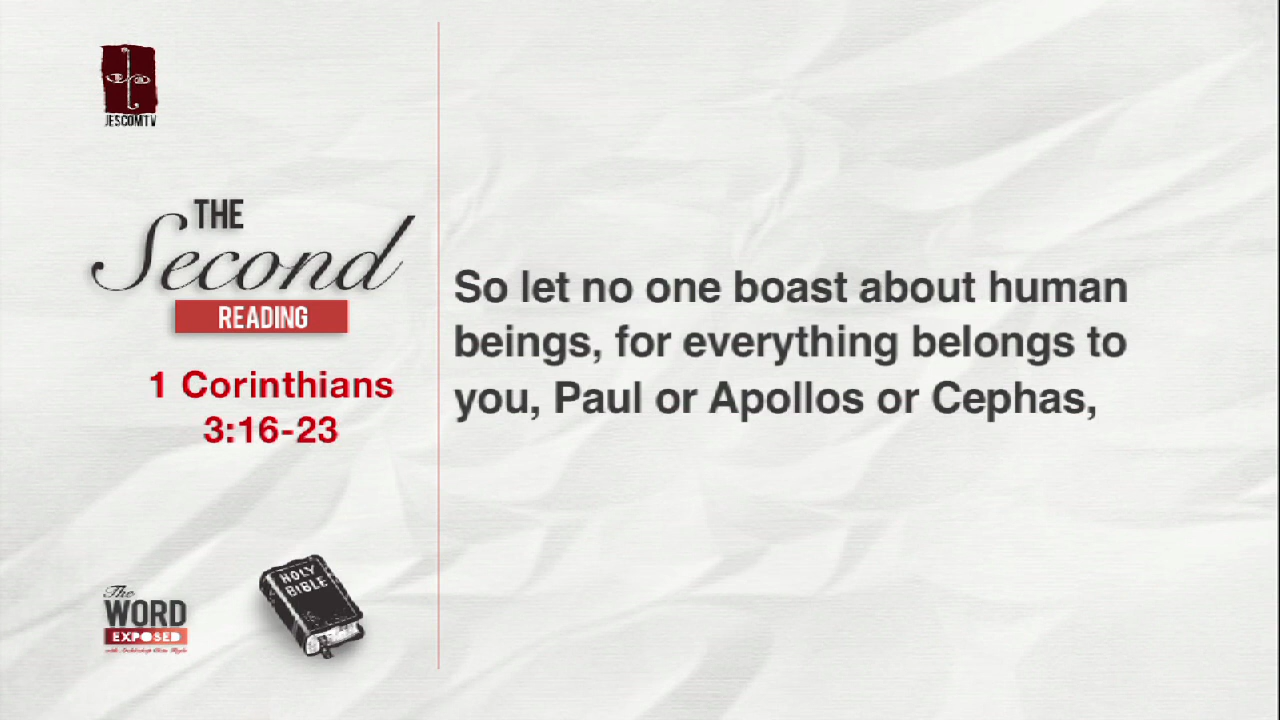 JESCOMTV
THE
Second
READING
1 Corinthians
3:16-23
So let no one boast about human
beings, for everything belongs to
you, Paul or Apollos or Cephas,
HOLY
BIBLE
The
WORD
EXPOSED